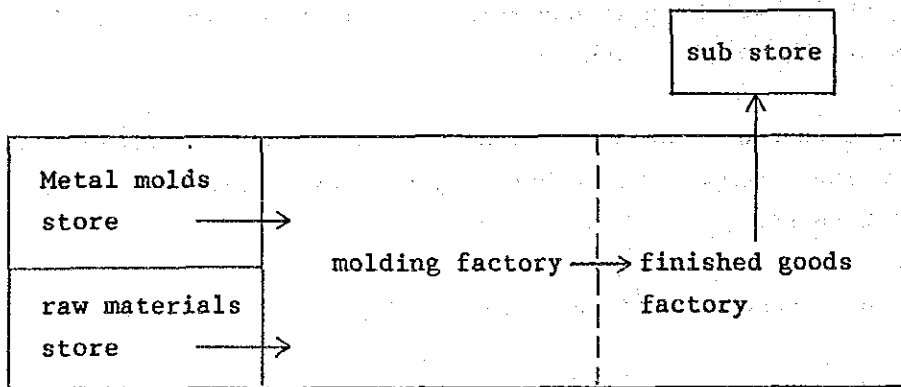 sub store
Metal molds
store
molding factory
finished goods
factory
raw materials
store